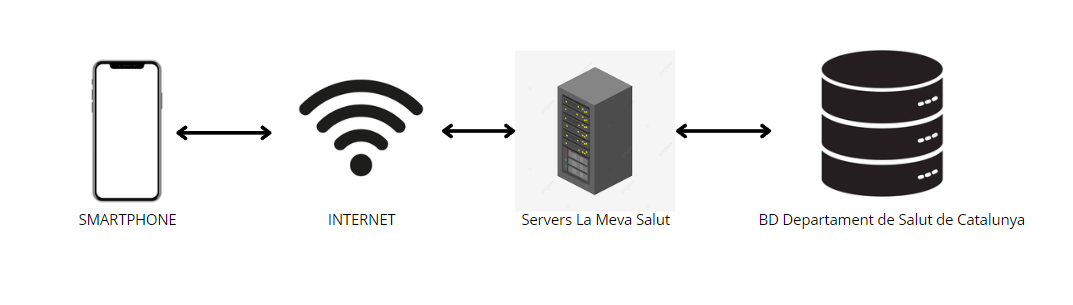 SMARTPHONE
INTERNET
Servers La Meva Salut
BD Departament de Salut de Catalunya